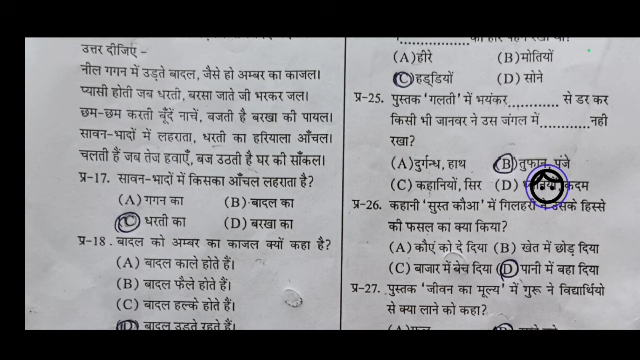 उत्तर दीजिए –
नील गगन में उड़ते बादल, जैसे हो अम्बर का काजल।
प्यासी होती जब धरती, बरसा जाते जी भरकर जल।
छम-छम करती बूँदें नाचें, बजती है बरखा की पायल।
सावन-भादों में लहराता, धरती का हरियाला आँचल।
चलती हैं जब तेज हवाएँ, बज उठती है घर की साँकल।
प्र-17. सावन-भादों में किसका आँचल लहराता है?
(A) गगन का (B) बादल का
(C) धरती का (D) बरखा का
प्र-18. बादल को अम्बर का काजल क्यों कहा है?
(A) बादल काले होते हैं।
(B) बादल फैले होते हैं।
(C) बादल हल्के होते हैं।
(D) बादल उड़ते रहते हैं।
(A) हीरे (B) मोतियों
(C) हड्डियों (D) सोने
प्र-25. पुस्तक 'गलती' में भयंकर............ से डर कर
किसी भी जानवर ने उस जंगल में............नही
रखा?
(A) दुर्गन्ध, हाथ (B) तुफान, पंजे
(C) कहानियों, सिर (D) कदम
प्र-26. कहानी 'सुस्त कौआ' में गिलहरी ने उसके हिस्से
की फसल का क्या किया?
(A) कौए को दे दिया (B) खेत में छोड़ दिया
(C) बाजार में बेच दिया (D) पानी में बहा दिया
प्र-27. पुस्तक 'जीवन का मूल्य' में गुरू ने विद्यार्थियो
से क्या लाने को कहा?